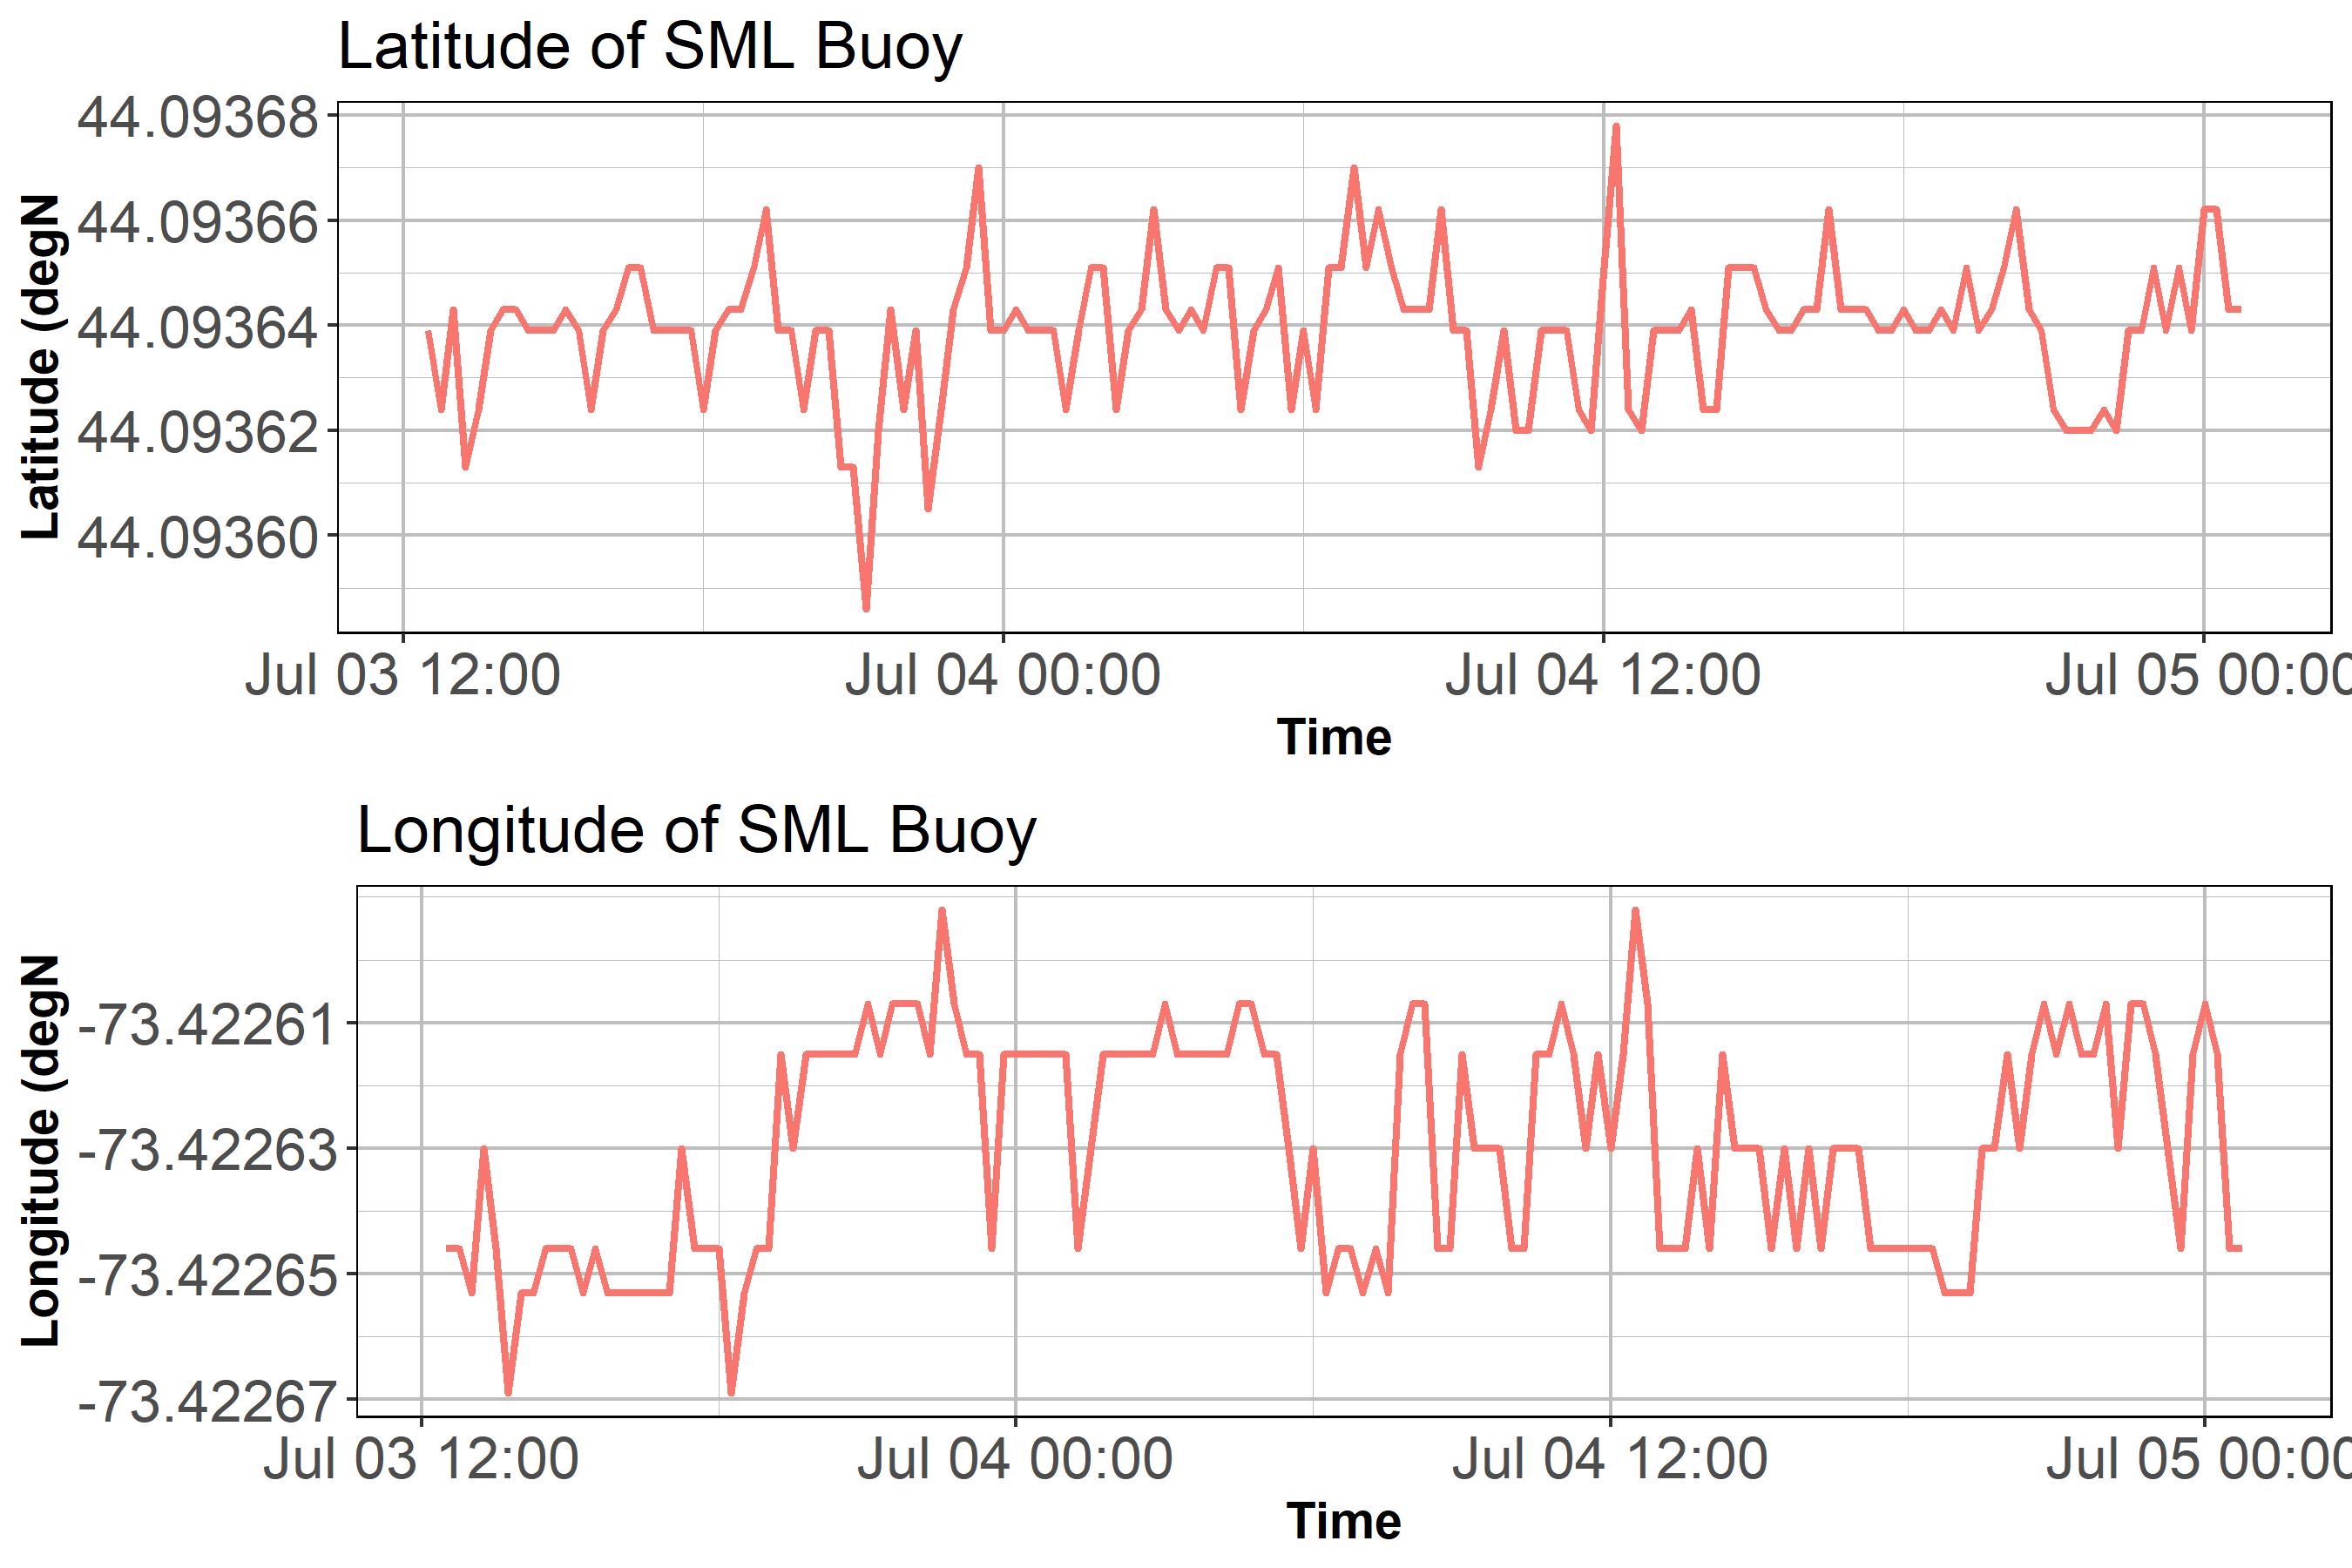 Latitude of SML Buoy
44.09368
44.09366
44.09364
44.09362
44.09360
Latitude (degN
Jul 03 12:00 Jul 04 00:00 Jul 04 12:00 Jul 05 00:00
Time
Longitude of SML Buoy
-73.42261
-73.42263
-73.42265
-73.42267
Longitude (degN
Jul 03 12:00 Jul 04 00:00 Jul 04 12:00 Jul 05 00:00
Time